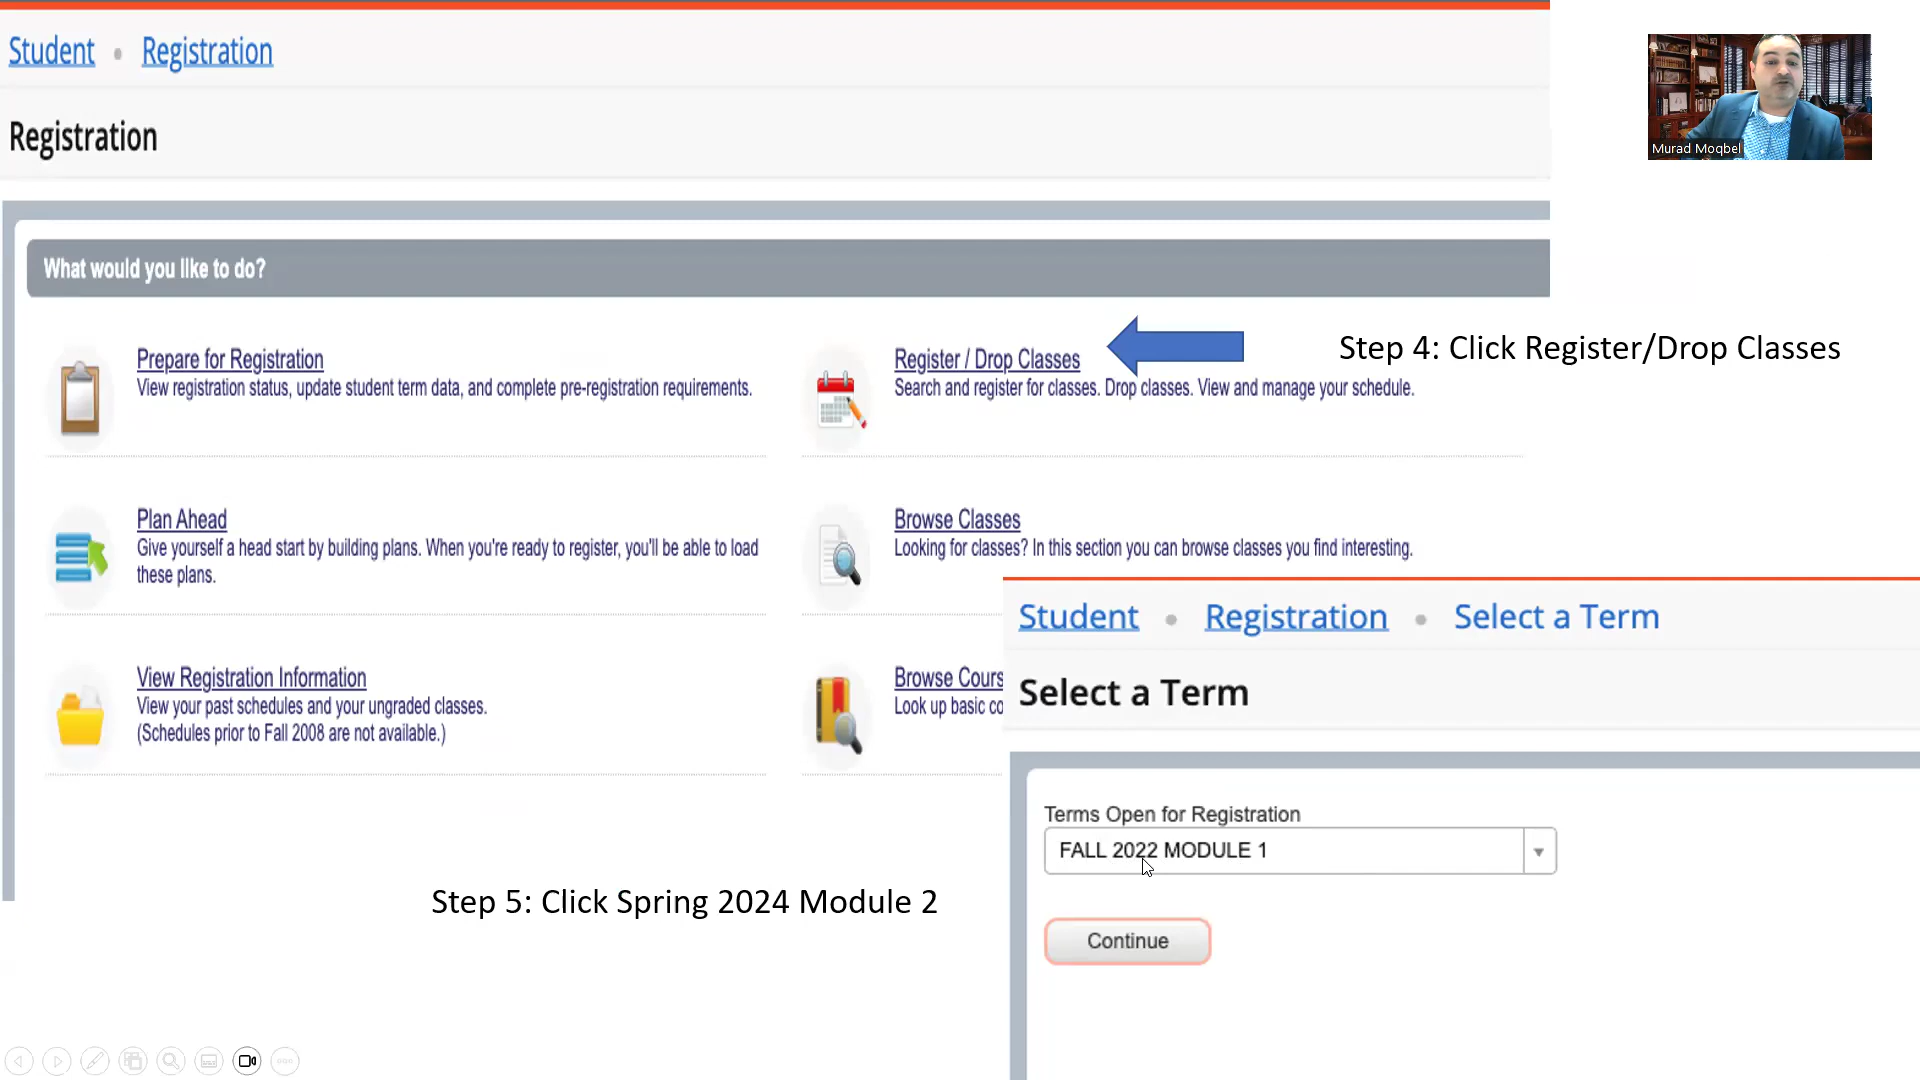 Student • Registration
Registration
Murad Moqbel
What would you like to do?
Prepare for Registration
View registration status, update student term data, and complete pre-registration requirements.
Register / Drop Classes
Search and register for classes. Drop classes. View and manage your schedule.
Step 4: Click Register/Drop Classes
Plan Ahead
Give yourself a head start by building plans. When you're ready to register, you'll be able to load
these plans.
Browse Classes
Looking for classes? In this section you can browse classes you find interesting.
View Registration Information
View your past schedules and your ungraded classes.
(Schedules prior to Fall 2008 are not available.)
Browse Cours
Look up basic co
Student • Registration • Select a Term
Select a Term
Terms Open for Registration
FALL 2022 MODULE 1
Continue
Step 5: Click Spring 2024 Module 2